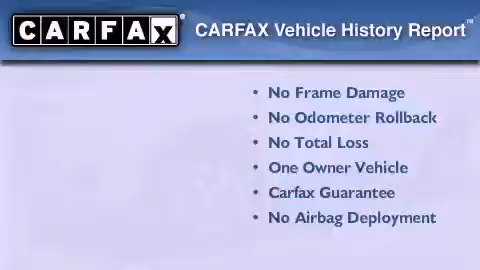 CARFAX® CARFAX Vehicle History Report™
• No Frame Damage
• No Odometer Rollback
• No Total Loss
• One Owner Vehicle
• Carfax Guarantee
• No Airbag Deployment